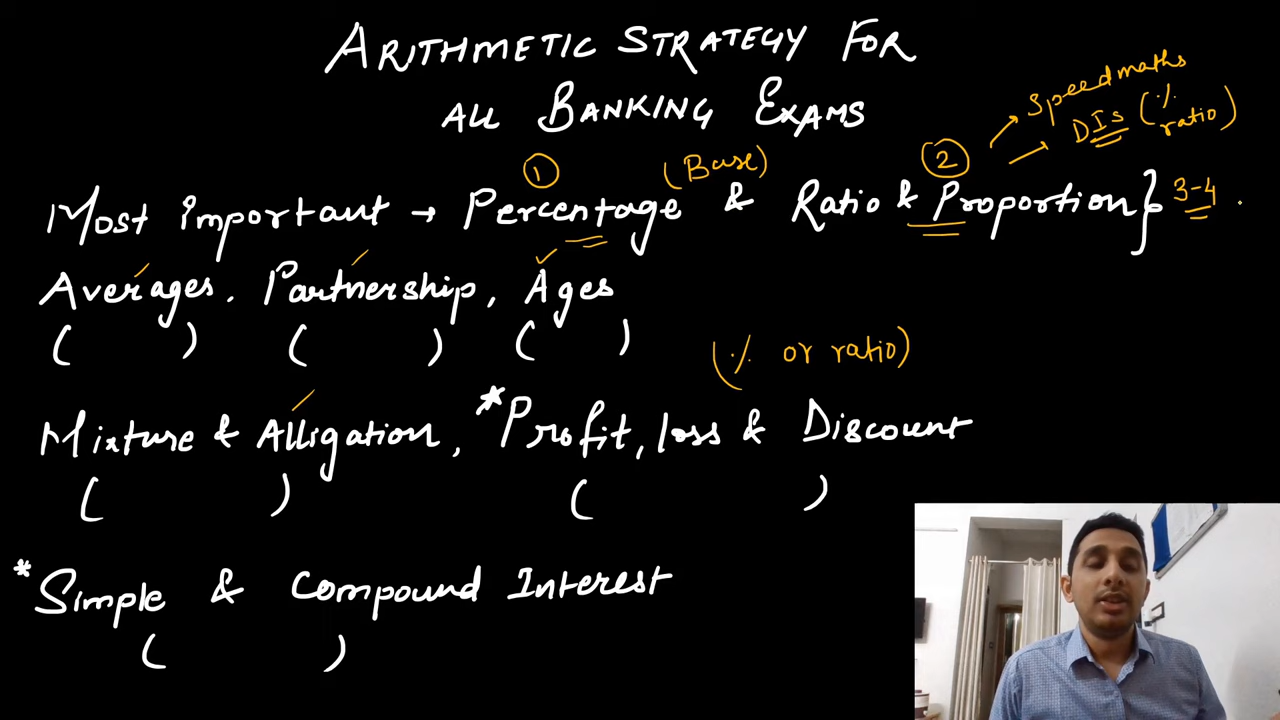 ARITHMETIC STRATEGY FOR
ALL BANKING EXAMS
Speedmaths
DIs (% ratio)
① (Base) ②
Most Important → Percentage & Ratio & Proportion } 3-4.
Averages, Partnership, Ages
( ) ( ) ( )
(% or ratio)
Mixture & Alligation, *Profit, loss & Discount
( ) ( )
*Simple & Compound Interest
( )